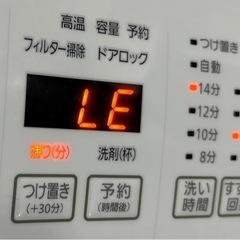 高温 容量 予約
フィルター掃除 ドアロック
LE
残り(分) 洗剤(杯)
つけ置き
(+30分)
予約
(時間後)
つけ置き
自動
14分
12分
10分
8分
洗い
時間
すす
回